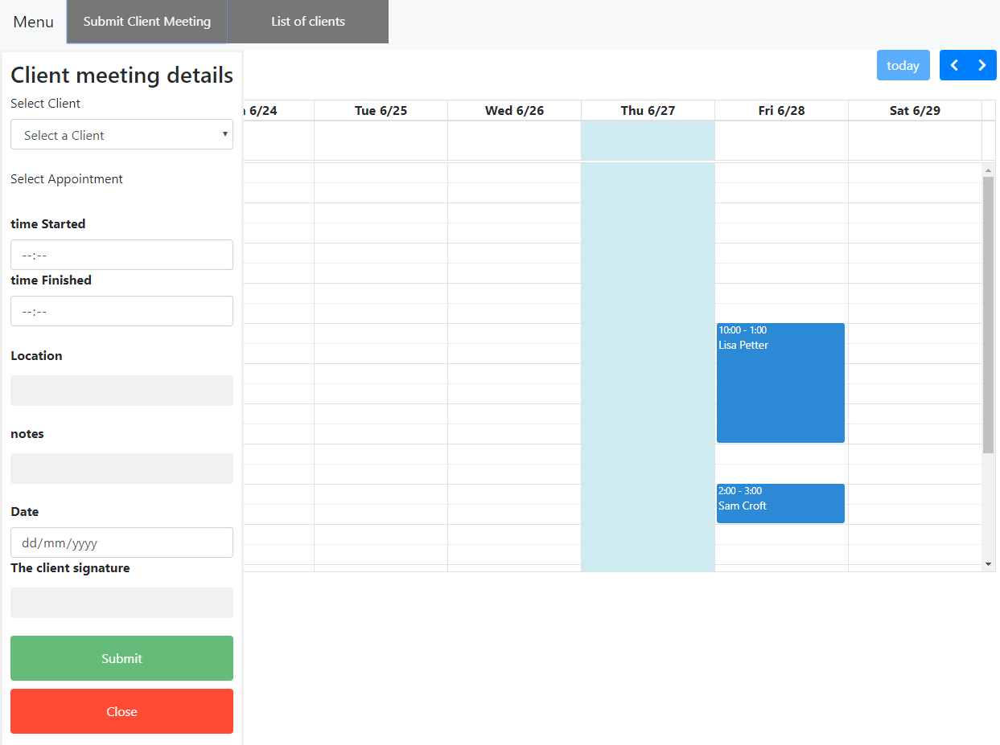 Menu
Submit Client Meeting
List of clients
today
Client meeting details
Select Client
Select a Client
Select Appointment
time Started
--:--
time Finished
--:--
Location
notes
Date
dd/mm/yyyy
The client signature
Submit
Close
6/24
Tue 6/25
Wed 6/26
Thu 6/27
Fri 6/28
Sat 6/29
10:00 - 1:00
Lisa Petter
2:00 - 3:00
Sam Croft